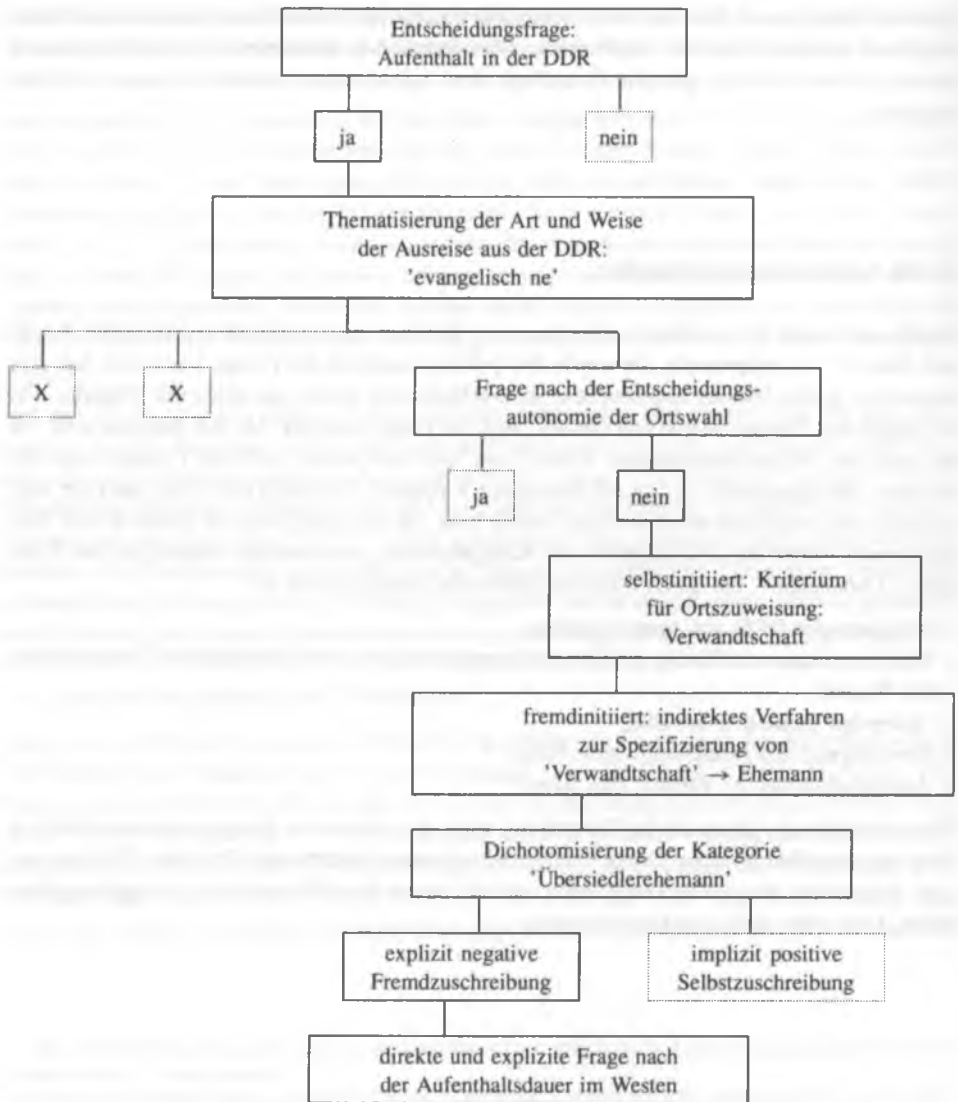 Entscheidungsfrage:
Aufenthalt in der DDR
ja
nein
Thematisierung der Art und Weise
der Ausreise aus der DDR:
'evangelisch ne'
X
X
Frage nach der Entscheidungs-
autonomie der Ortswahl
ja
nein
selbstinitiiert: Kriterium
für Ortszuweisung:
Verwandtschaft
fremdinitiiert: indirektes Verfahren
zur Spezifizierung von
'Verwandtschaft' → Ehemann
Dichotomisierung der Kategorie
'Übersiedlerehemann'
explizit negative
Fremdzuschreibung
implizit positive
Selbstzuschreibung
direkte und explizite Frage nach
der Aufenthaltsdauer im Westen